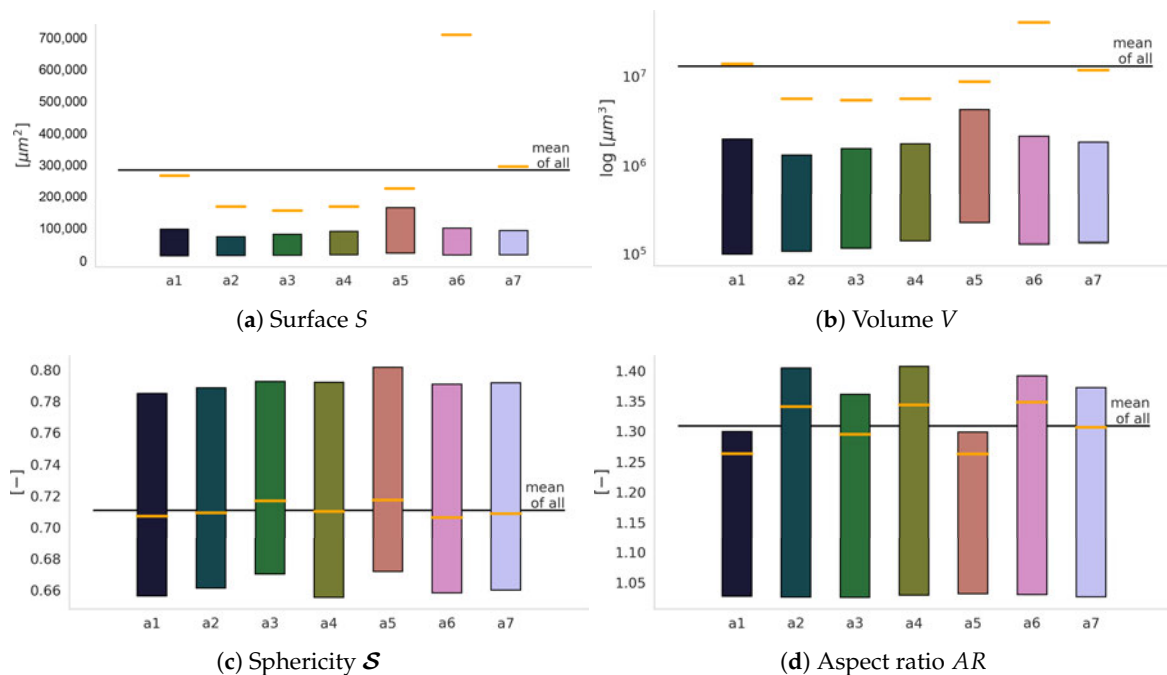 700,000
600,000
500,000
400,000
300,000
200,000
100,000
0
[μm²]
mean
of all
a1 a2 a3 a4 a5 a6 a7
(a) Surface S
10⁷
10⁶
10⁵
log [μm³]
mean
of all
a1 a2 a3 a4 a5 a6 a7
(b) Volume V
0.80
0.78
0.76
0.74
0.72
0.70
0.68
0.66
[−]
mean
of all
a1 a2 a3 a4 a5 a6 a7
(c) Sphericity 𝓢
1.40
1.35
1.30
1.25
1.20
1.15
1.10
1.05
[−]
mean
of all
a1 a2 a3 a4 a5 a6 a7
(d) Aspect ratio AR